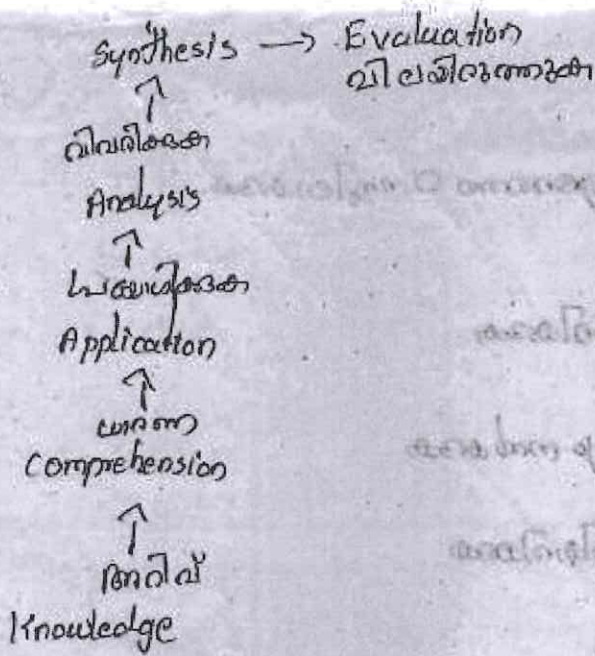 Synthesis → Evaluation
വിലയിരുത്തുക
↑
വിവരിക്കുക
Analysis
↑
പ്രയോഗിക്കുക
Application
↑
ധാരണ
Comprehension
↑
അറിവ്
Knowledge